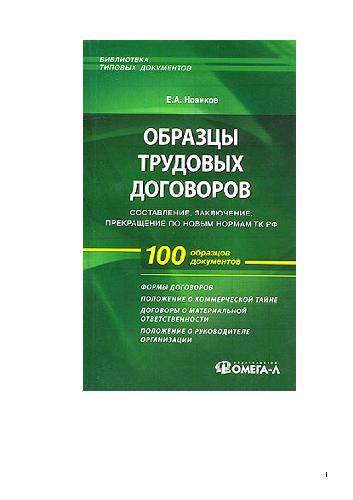 БИБЛИОТЕКА
ТИПОВЫХ ДОКУМЕНТОВ
Е.А. Новиков
ОБРАЗЦЫ
ТРУДОВЫХ
ДОГОВОРОВ
СОСТАВЛЕНИЕ, ЗАКЛЮЧЕНИЕ,
ПРЕКРАЩЕНИЕ ПО НОВЫМ НОРМАМ ТК РФ
100 образцов
документов
ФОРМЫ ДОГОВОРОВ
ПОЛОЖЕНИЕ О КОММЕРЧЕСКОЙ ТАЙНЕ
ДОГОВОРЫ О МАТЕРИАЛЬНОЙ
ОТВЕТСТВЕННОСТИ
ПОЛОЖЕНИЕ О РУКОВОДИТЕЛЕ
ОРГАНИЗАЦИИ
ИЗДАТЕЛЬСТВО
ОМЕГА-Л